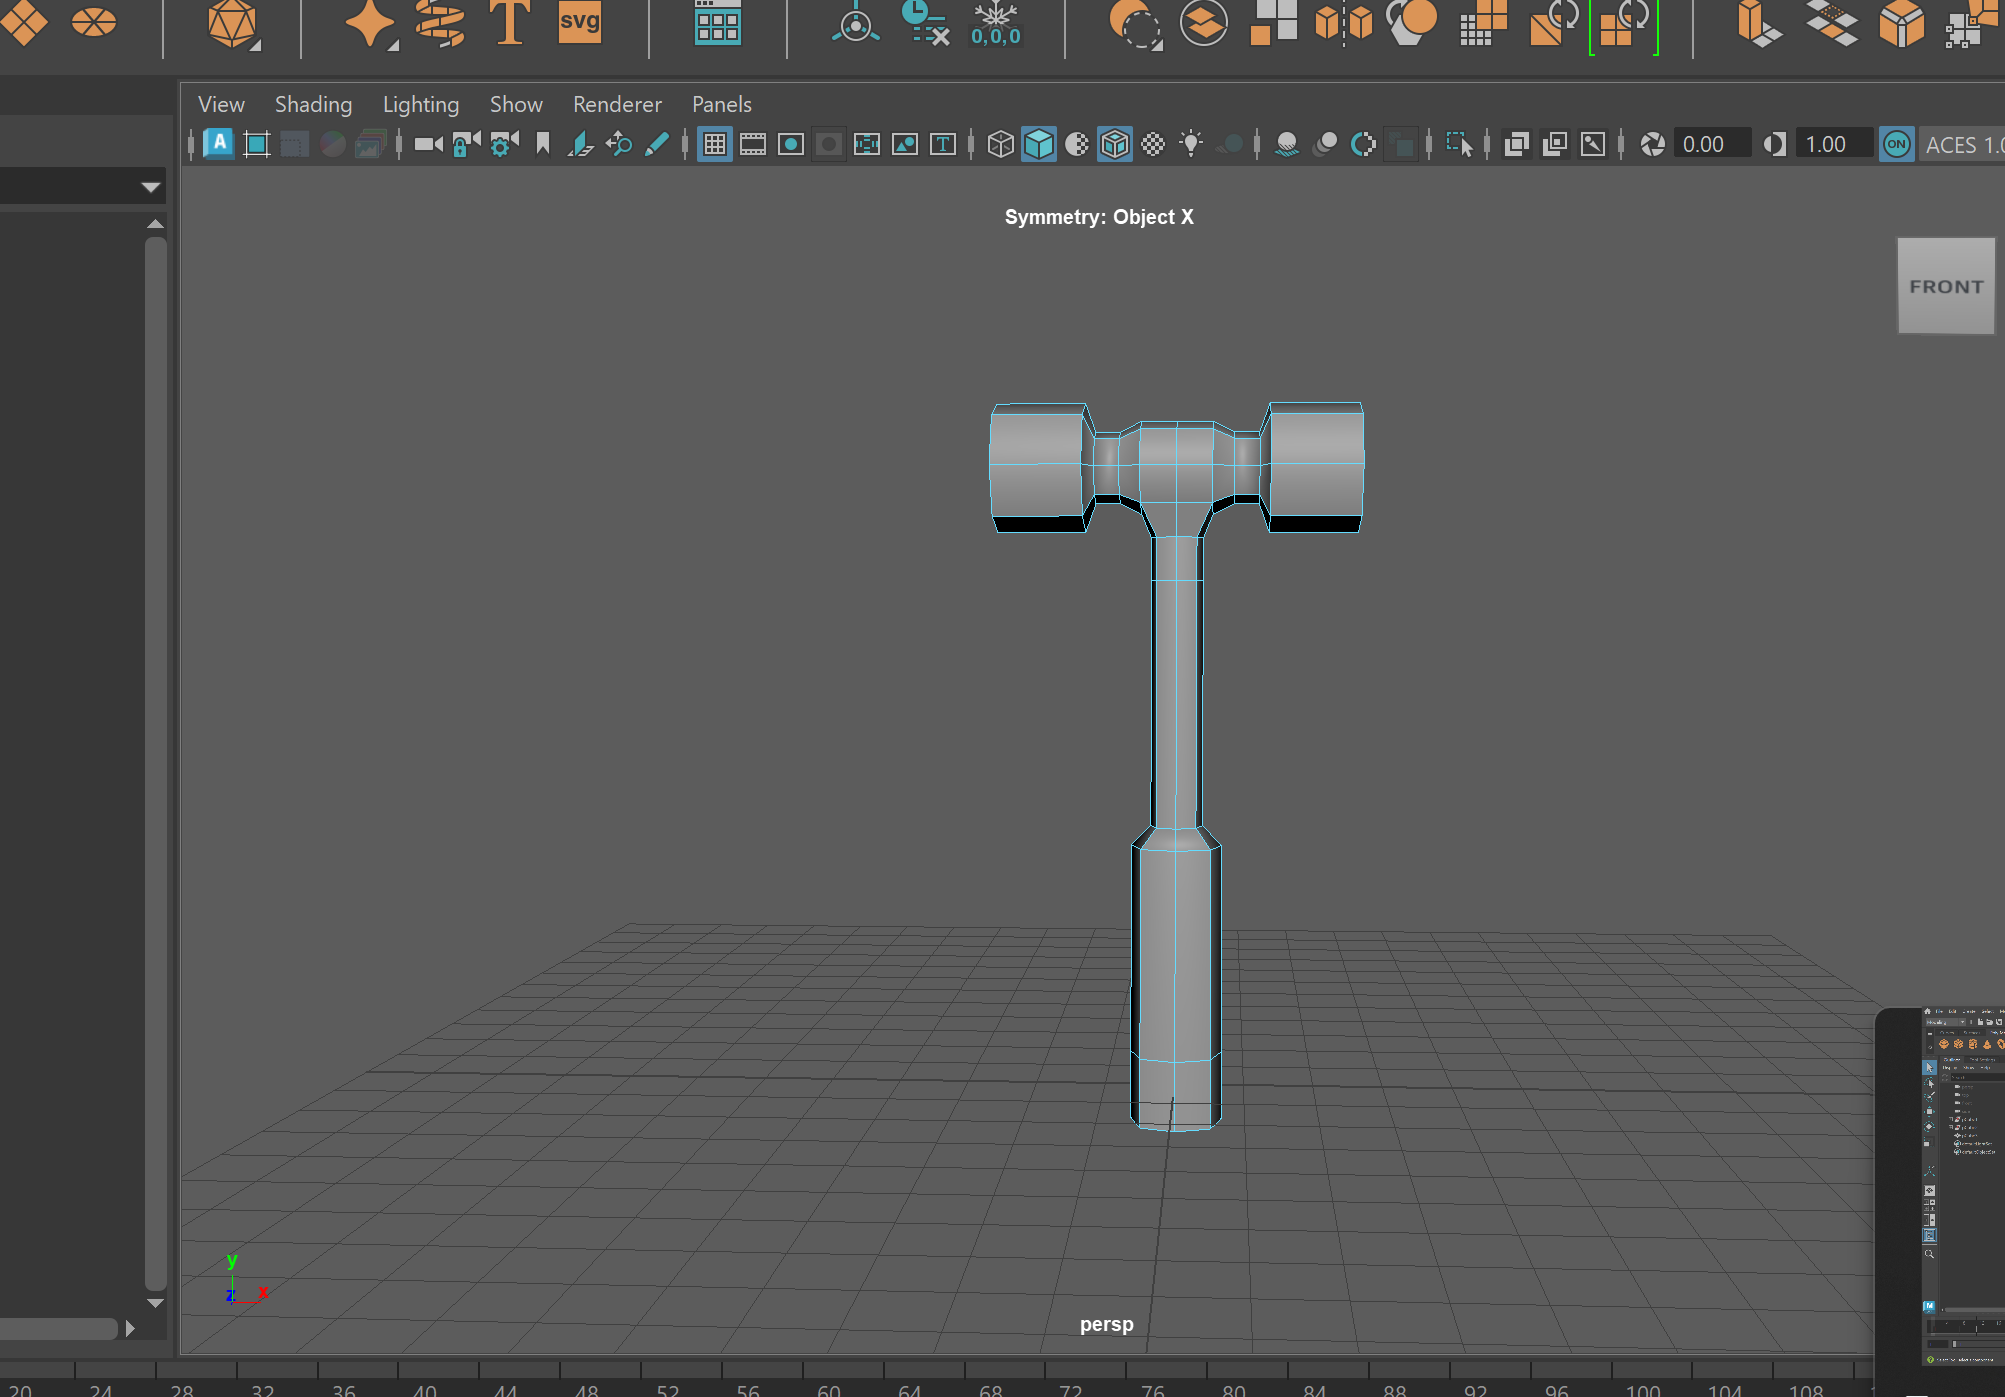 svg
0,0,0
View Shading Lighting Show Renderer Panels
A
T
0.00
1.00
ON
ACES 1.0
Symmetry: Object X
FRONT
y
z
x
persp
20 24 28 32 36 40 44 48 52 56 60 64 68 72 76 80 84 88 92 96 100 104 108